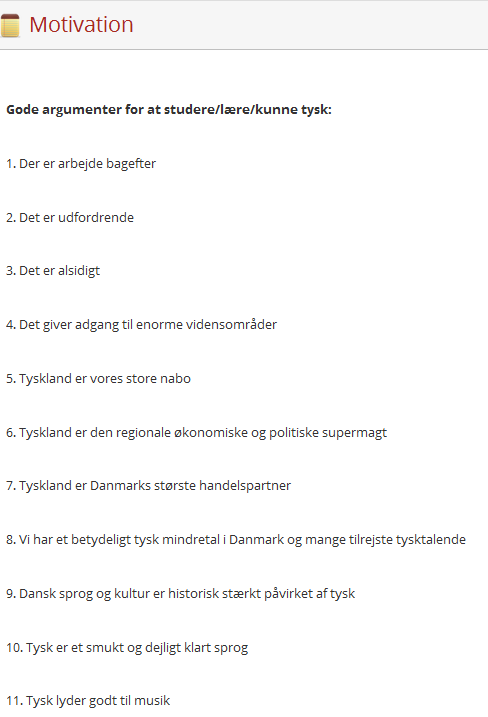 Motivation
Gode argumenter for at studere/lære/kunne tysk:
1. Der er arbejde bagefter
2. Det er udfordrende
3. Det er alsidigt
4. Det giver adgang til enorme vidensområder
5. Tyskland er vores store nabo
6. Tyskland er den regionale økonomiske og politiske supermagt
7. Tyskland er Danmarks største handelspartner
8. Vi har et betydeligt tysk mindretal i Danmark og mange tilrejste tysktalende
9. Dansk sprog og kultur er historisk stærkt påvirket af tysk
10. Tysk er et smukt og dejligt klart sprog
11. Tysk lyder godt til musik